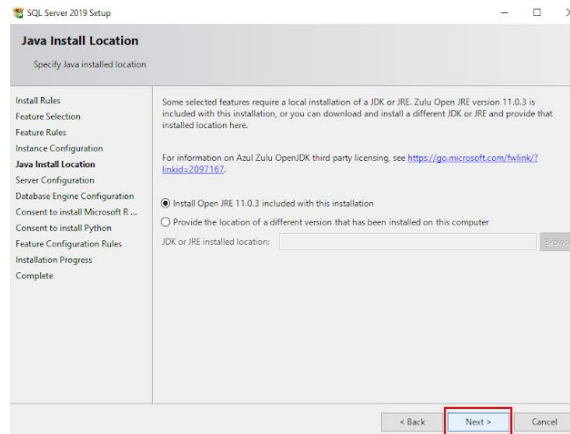 SQL Server 2019 Setup
Java Install Location
Specify Java installed location
Install Rules
Feature Selection
Feature Rules
Instance Configuration
Java Install Location
Server Configuration
Database Engine Configuration
Consent to install Microsoft R ...
Consent to install Python
Feature Configuration Rules
Installation Progress
Complete
Some selected features require a local installation of a JDK or JRE. Zulu Open JRE version 11.0.3 is
included with this installation, or you can download and install a different JDK or JRE and provide that
installed location here.
For information on Azul Zulu OpenJDK third party licensing, see https://go.microsoft.com/fwlink/?
linkid=2097167.
Install Open JRE 11.0.3 included with this installation
Provide the location of a different version that has been installed on this computer
JDK or JRE installed location:
Browse
< Back
Next >
Cancel